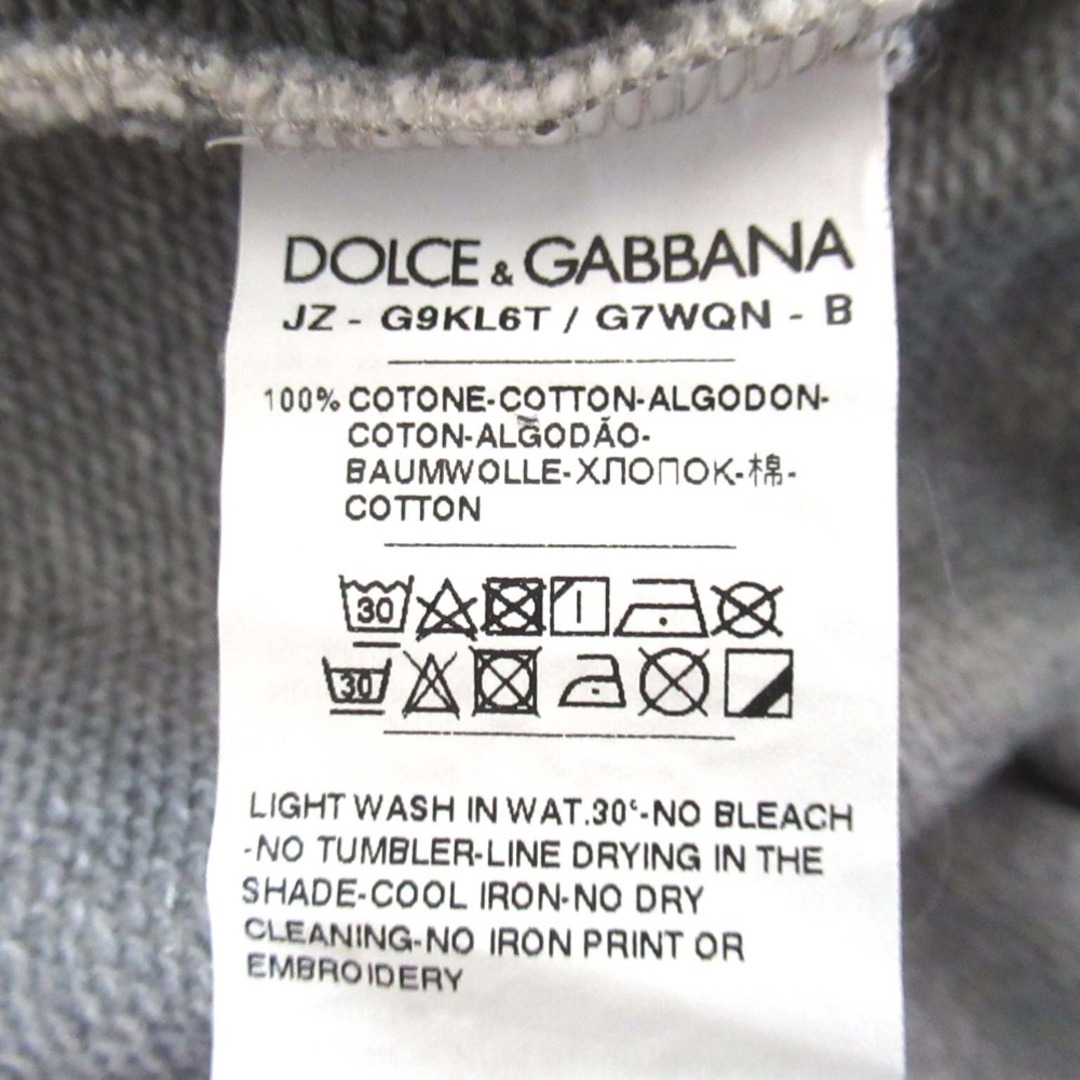 DOLCE & GABBANA
JZ - G9KL6T / G7WQN - B
100% COTONE-COTTON-ALGODON-
COTON-ALGODÃO-
BAUMWOLLE-ХЛОПОК-棉-
COTTON
30
30
LIGHT WASH IN WAT.30°-NO BLEACH
-NO TUMBLER-LINE DRYING IN THE
SHADE-COOL IRON-NO DRY
CLEANING-NO IRON PRINT OR
EMBROIDERY